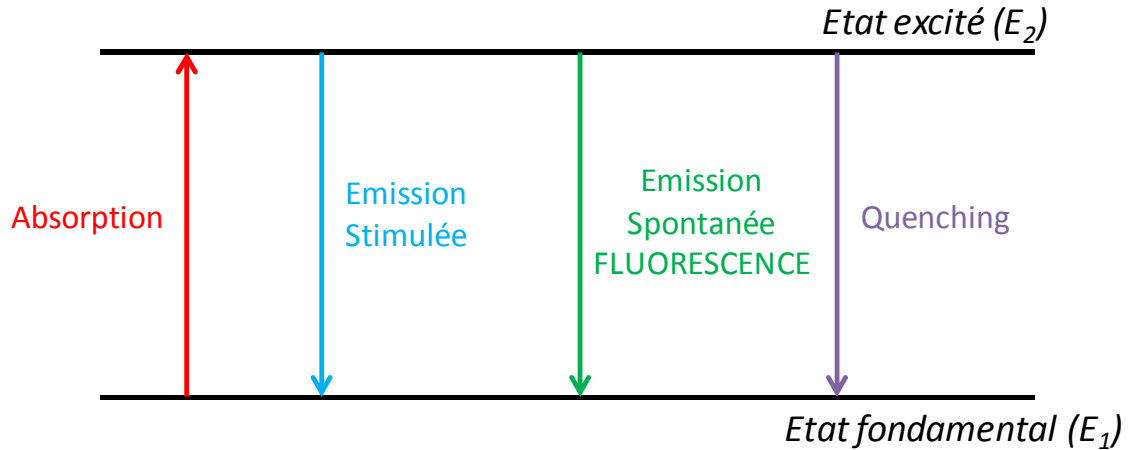 Etat excité (E2)
Absorption
Emission
Stimulée
Emission
Spontanée
FLUORESCENCE
Quenching
Etat fondamental (E1)